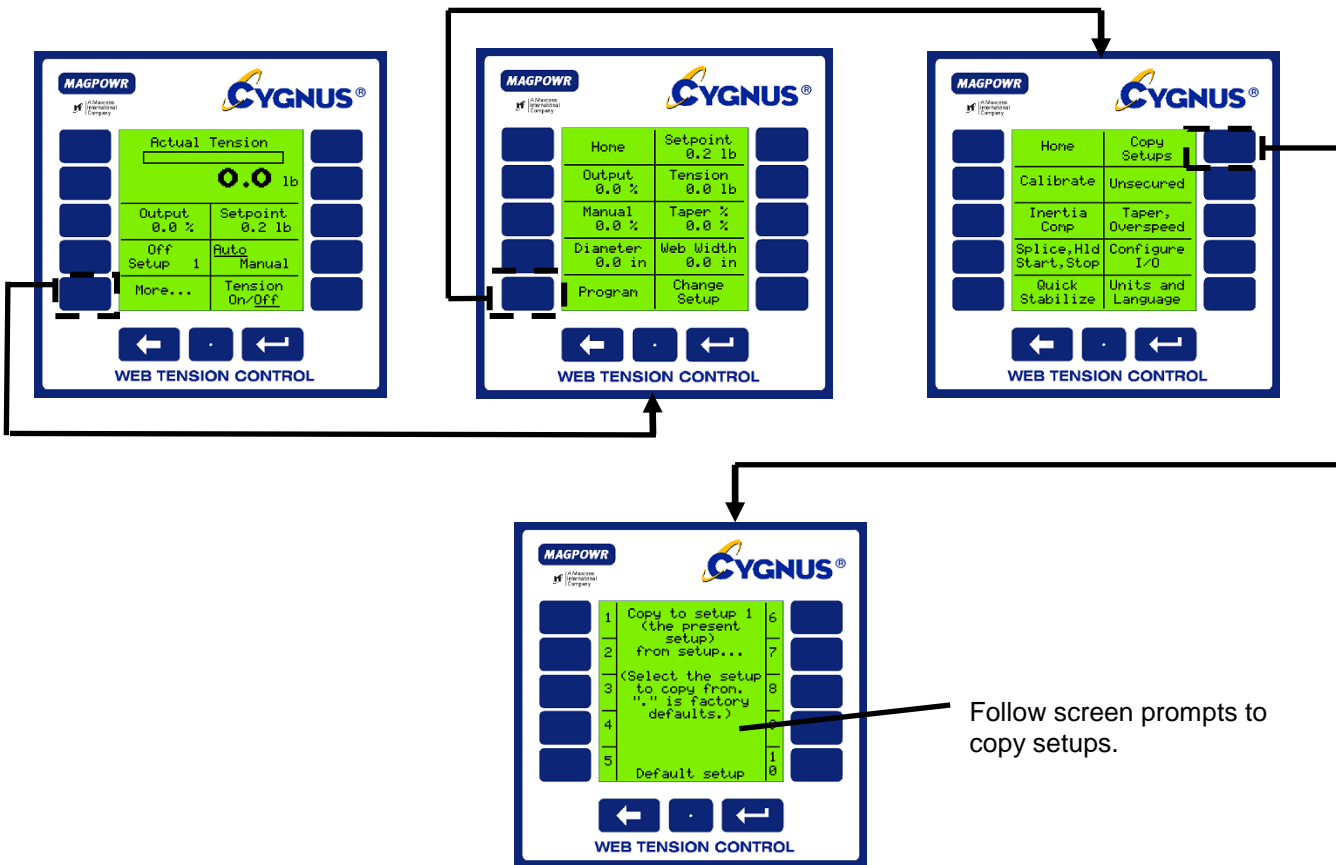 MAGPOWR
A Maxcess
International
Company
CYGNUS®
Actual Tension
0.0 lb
Output
0.0 %
Setpoint
0.2 lb
Off
Setup 1
Auto
Manual
More...
Tension
On/Off
WEB TENSION CONTROL
MAGPOWR
A Maxcess
International
Company
CYGNUS®
Home
Setpoint
0.2 lb
Output
0.0 %
Tension
0.0 lb
Manual
0.0 %
Taper %
0.0 %
Diameter
0.0 in
Web Width
0.0 in
Program
Change
Setup
WEB TENSION CONTROL
MAGPOWR
A Maxcess
International
Company
CYGNUS®
Home
Copy
Setups
Calibrate
Unsecured
Inertia
Comp
Taper,
Overspeed
Splice,Hld
Start,Stop
Configure
I/O
Quick
Stabilize
Units and
Language
WEB TENSION CONTROL
MAGPOWR
A Maxcess
International
Company
CYGNUS®
1
2
3
4
5
Copy to setup 1
(the present
setup)
from setup...
(Select the setup
to copy from.
"." is factory
defaults.)
Default setup
6
7
8
9
10
WEB TENSION CONTROL
Follow screen prompts to
copy setups.